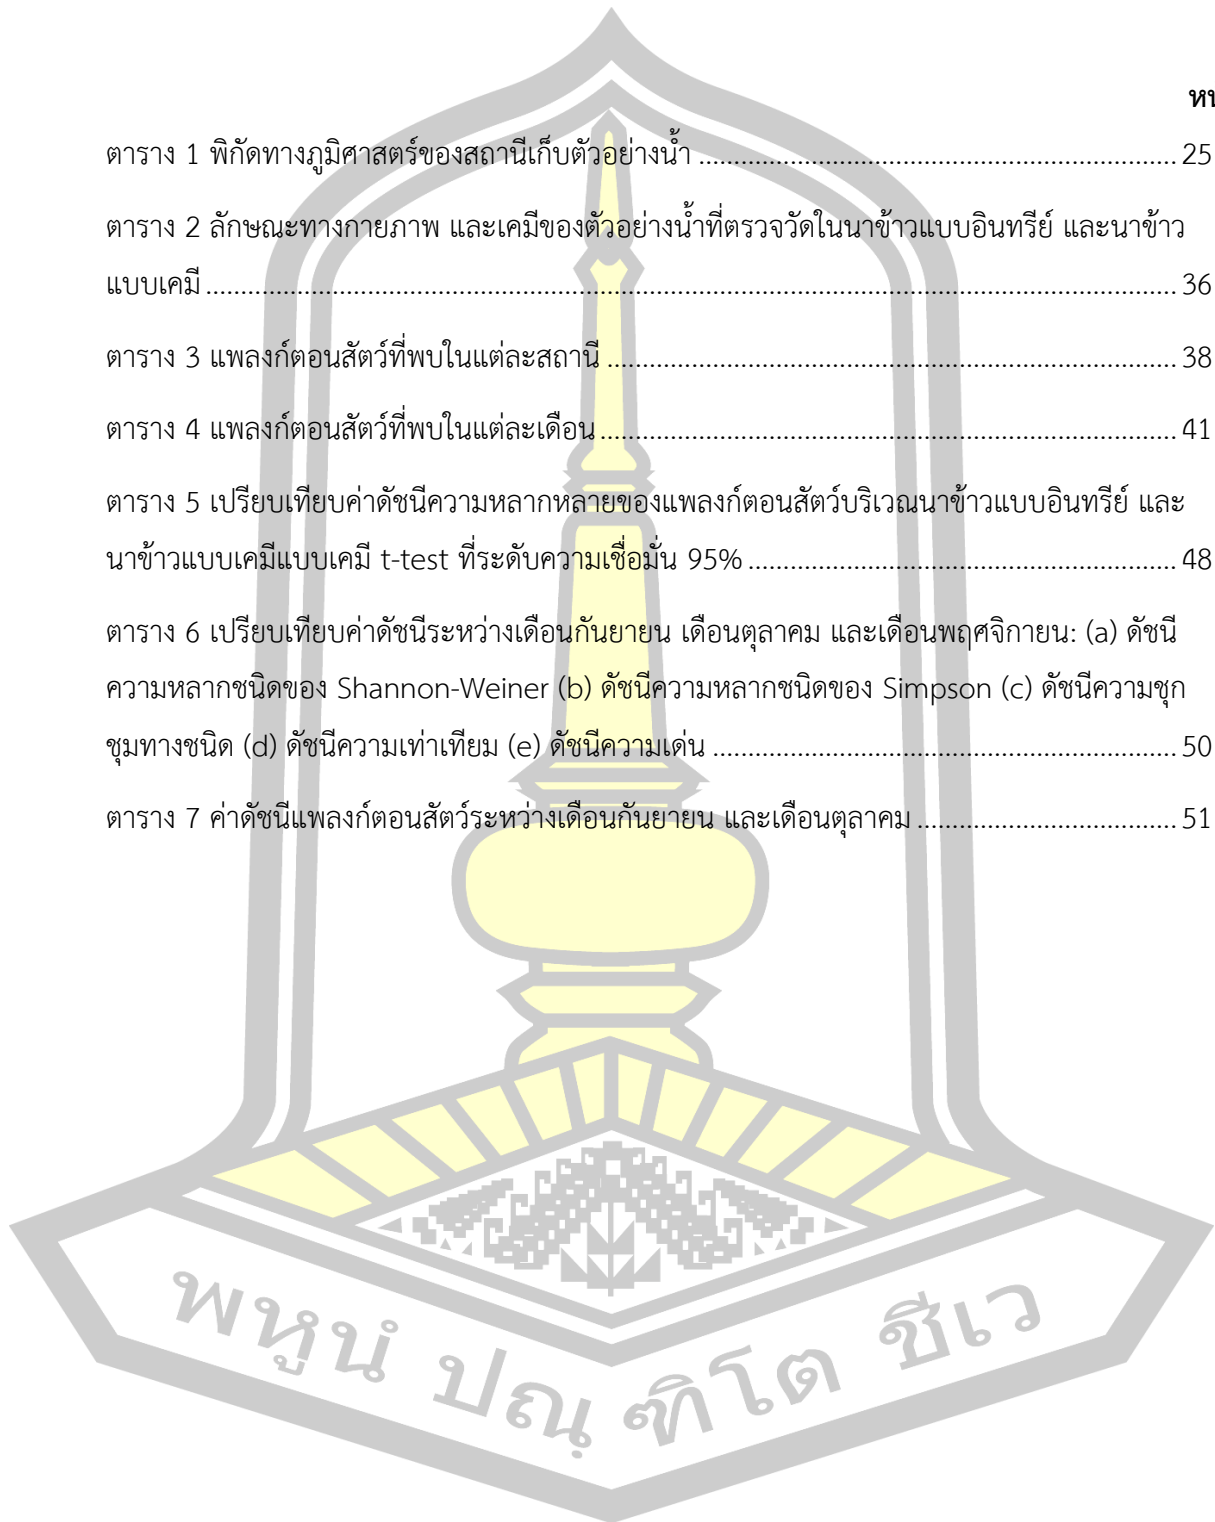 ตาราง 1 พิกัดทางภูมิศาสตร์ของสถานีเก็บตัวอย่างน้ำ ........ 25
ตาราง 2 ลักษณะทางกายภาพ และเคมีของตัวอย่างน้ำที่ตรวจวัดในนาข้าวแบบอินทรีย์ และนาข้าว
แบบเคมี ........ 36
ตาราง 3 แพลงก์ตอนสัตว์ที่พบในแต่ละสถานี ........ 38
ตาราง 4 แพลงก์ตอนสัตว์ที่พบในแต่ละเดือน ........ 41
ตาราง 5 เปรียบเทียบค่าดัชนีความหลากหลายของแพลงก์ตอนสัตว์บริเวณนาข้าวแบบอินทรีย์ และ
นาข้าวแบบเคมีแบบเคมี t-test ที่ระดับความเชื่อมั่น 95% ........ 48
ตาราง 6 เปรียบเทียบค่าดัชนีระหว่างเดือนกันยายน เดือนตุลาคม และเดือนพฤศจิกายน: (a) ดัชนี
ความหลากชนิดของ Shannon-Weiner (b) ดัชนีความหลากชนิดของ Simpson (c) ดัชนีความชุก
ชุมทางชนิด (d) ดัชนีความเท่าเทียม (e) ดัชนีความเด่น ........ 50
ตาราง 7 ค่าดัชนีแพลงก์ตอนสัตว์ระหว่างเดือนกันยายน และเดือนตุลาคม ........ 51
พหูนํ ปณฺฑิโต ชีเว